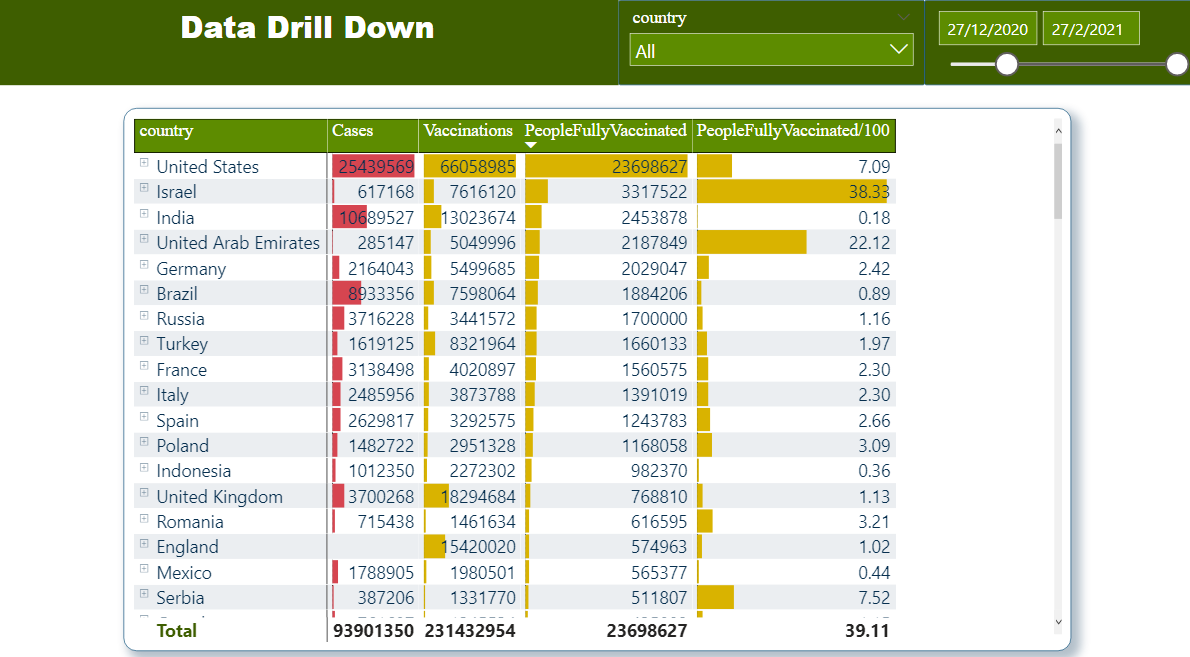 Data Drill Down
country
All
27/12/2020 27/2/2021
country Cases Vaccinations PeopleFullyVaccinated PeopleFullyVaccinated/100
United States 25439569 66058985 23698627 7.09
Israel 617168 7616120 3317522 38.33
India 10689527 13023674 2453878 0.18
United Arab Emirates 285147 5049996 2187849 22.12
Germany 2164043 5499685 2029047 2.42
Brazil 8933356 7598064 1884206 0.89
Russia 3716228 3441572 1700000 1.16
Turkey 1619125 8321964 1660133 1.97
France 3138498 4020897 1560575 2.30
Italy 2485956 3873788 1391019 2.30
Spain 2629817 3292575 1243783 2.66
Poland 1482722 2951328 1168058 3.09
Indonesia 1012350 2272302 982370 0.36
United Kingdom 3700268 18294684 768810 1.13
Romania 715438 1461634 616595 3.21
England 15420020 574963 1.02
Mexico 1788905 1980501 565377 0.44
Serbia 387206 1331770 511807 7.52
Total 93901350 231432954 23698627 39.11